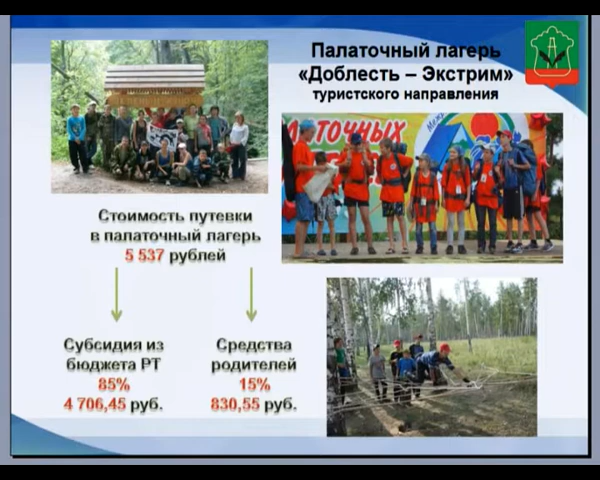 Палаточный лагерь
«Доблесть – Экстрим»
туристского направления
АТОЧНЫХ
Стоимость путевки
в палаточный лагерь
5 537 рублей
Субсидия из
бюджета РТ
85%
4 706,45 руб.
Средства
родителей
15%
830,55 руб.